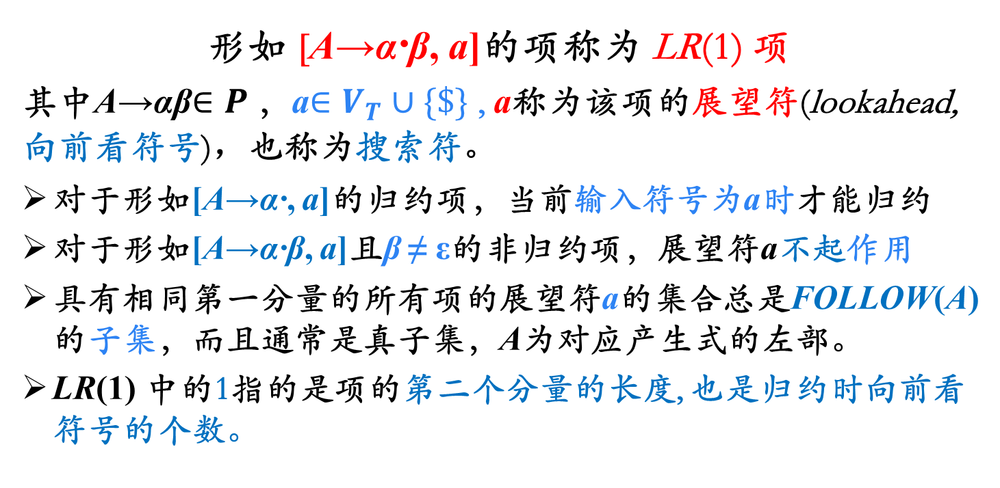 形如 [A→α·β, a]的项称为 LR(1) 项
其中A→αβ∈ P ，a∈ V_T ∪ {$} , a称为该项的展望符(lookahead,
向前看符号)，也称为搜索符。
➢ 对于形如[A→α·, a]的归约项，当前输入符号为a时才能归约
➢ 对于形如[A→α·β, a]且β ≠ ε的非归约项，展望符a不起作用
➢ 具有相同第一分量的所有项的展望符a的集合总是FOLLOW(A)
的子集，而且通常是真子集，A为对应产生式的左部。
➢ LR(1) 中的1指的是项的第二个分量的长度, 也是归约时向前看
符号的个数。